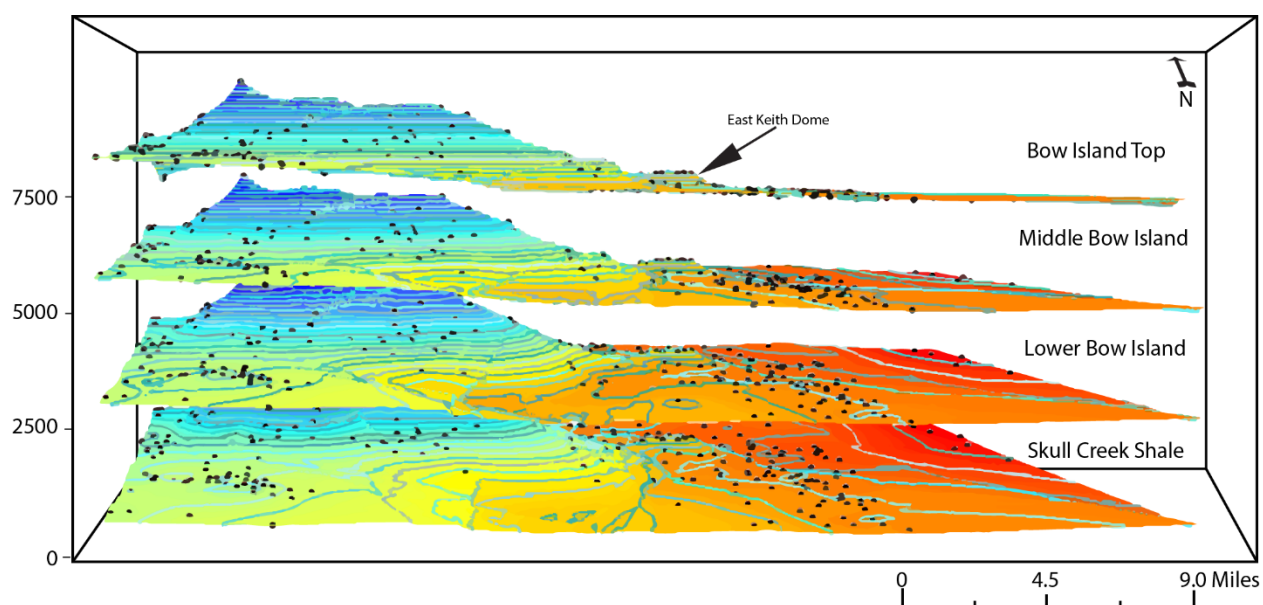 N
East Keith Dome
Bow Island Top
7500
Middle Bow Island
5000
Lower Bow Island
2500
Skull Creek Shale
0
0 4.5 9.0 Miles